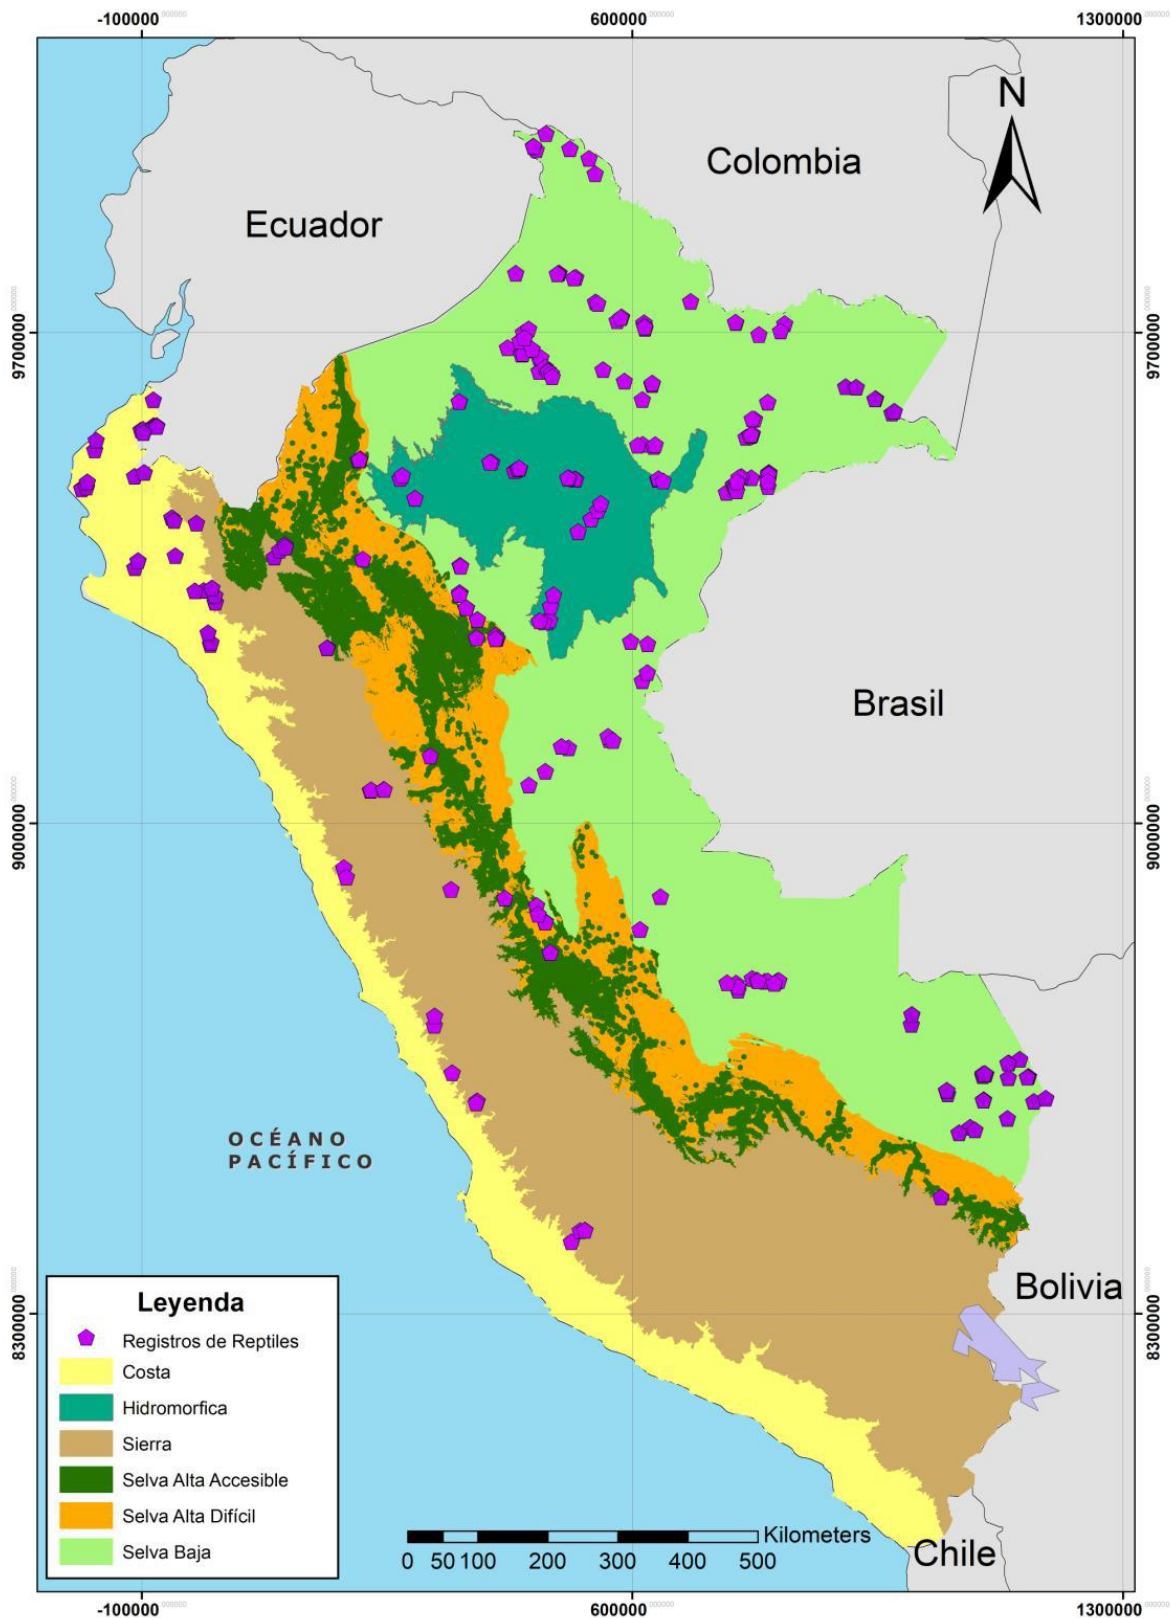 -100000 600000 1300000
N
Colombia
Ecuador
9700000 9700000
Brasil
9000000 9000000
OCÉANO
PACÍFICO
Bolivia
8300000 8300000
Leyenda
Registros de Reptiles
Costa
Hidromorfica
Sierra
Selva Alta Accesible
Selva Alta Difícil
Selva Baja
Kilometers
0 50 100 200 300 400 500
Chile
-100000 600000 1300000